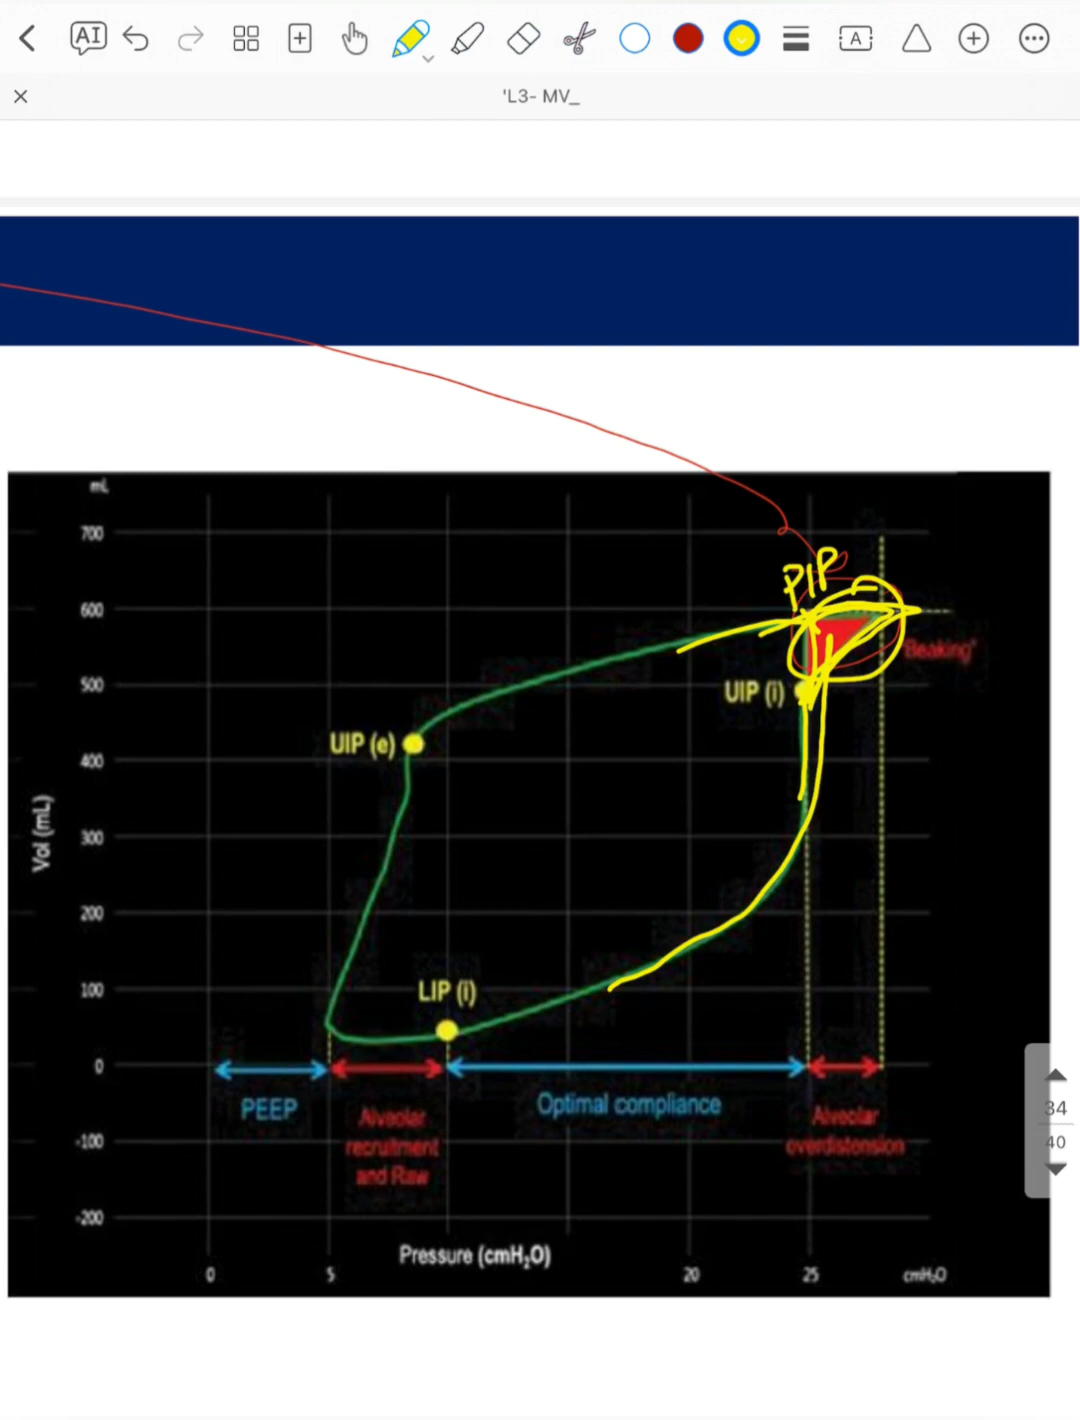 AI
A
'L3- MV_
mL
700
PIP
600
"Beaking"
500
UIP (i)
UIP (e)
400
Vol (mL)
300
200
LIP (i)
100
0
PEEP
Optimal compliance
Alveolar
recruitment
and Raw
Alveolar
overdistension
-100
-200
Pressure (cmH₂O)
0
5
20
25
cmH₂O
34
40